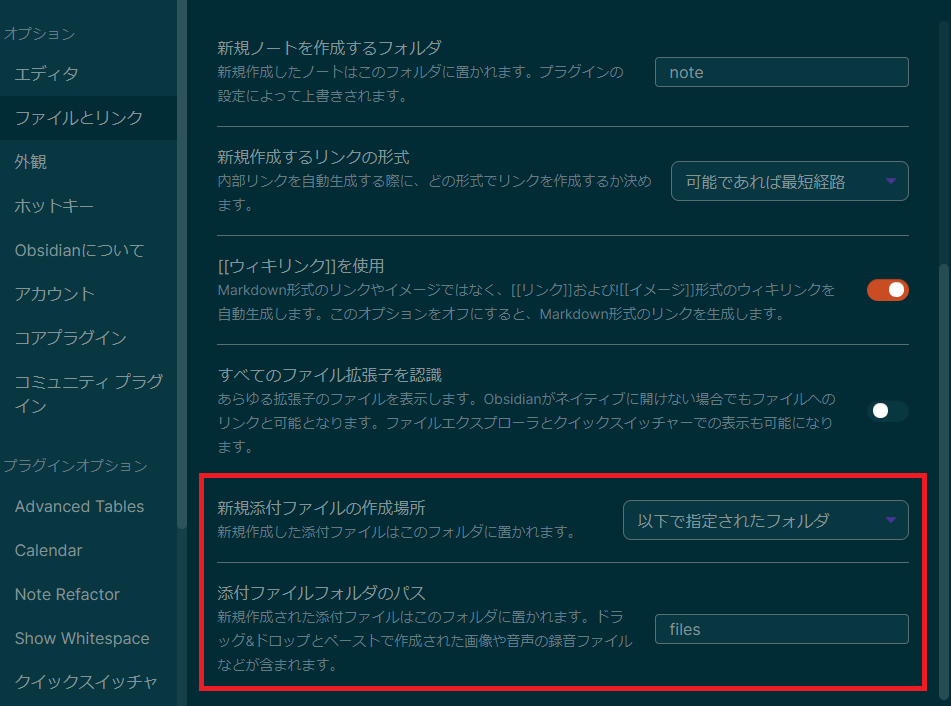 オプション
エディタ
ファイルとリンク
外観
ホットキー
Obsidianについて
アカウント
コアプラグイン
コミュニティ プラグ
イン
プラグインオプション
Advanced Tables
Calendar
Note Refactor
Show Whitespace
クイックスイッチャ
新規ノートを作成するフォルダ
新規作成したノートはこのフォルダに置かれます。プラグインの
設定によって上書きされます。
note
新規作成するリンクの形式
内部リンクを自動生成する際に、どの形式でリンクを作成するか決め
ます。
可能であれば最短経路
[[ウィキリンク]]を使用
Markdown形式のリンクやイメージではなく、[[リンク]]および![[イメージ]]形式のウィキリンクを
自動生成します。このオプションをオフにすると、Markdown形式のリンクを生成します。
すべてのファイル拡張子を認識
あらゆる拡張子のファイルを表示します。Obsidianがネイティブに開けない場合でもファイルへの
リンクと可能となります。ファイルエクスプローラとクイックスイッチャーでの表示も可能になり
ます。
新規添付ファイルの作成場所
新規作成した添付ファイルはこのフォルダに置かれます。
以下で指定されたフォルダ
添付ファイルフォルダのパス
新規作成された添付ファイルはこのフォルダに置かれます。ドラ
ッグ&ドロップとペーストで作成された画像や音声の録音ファイル
などが含まれます。
files